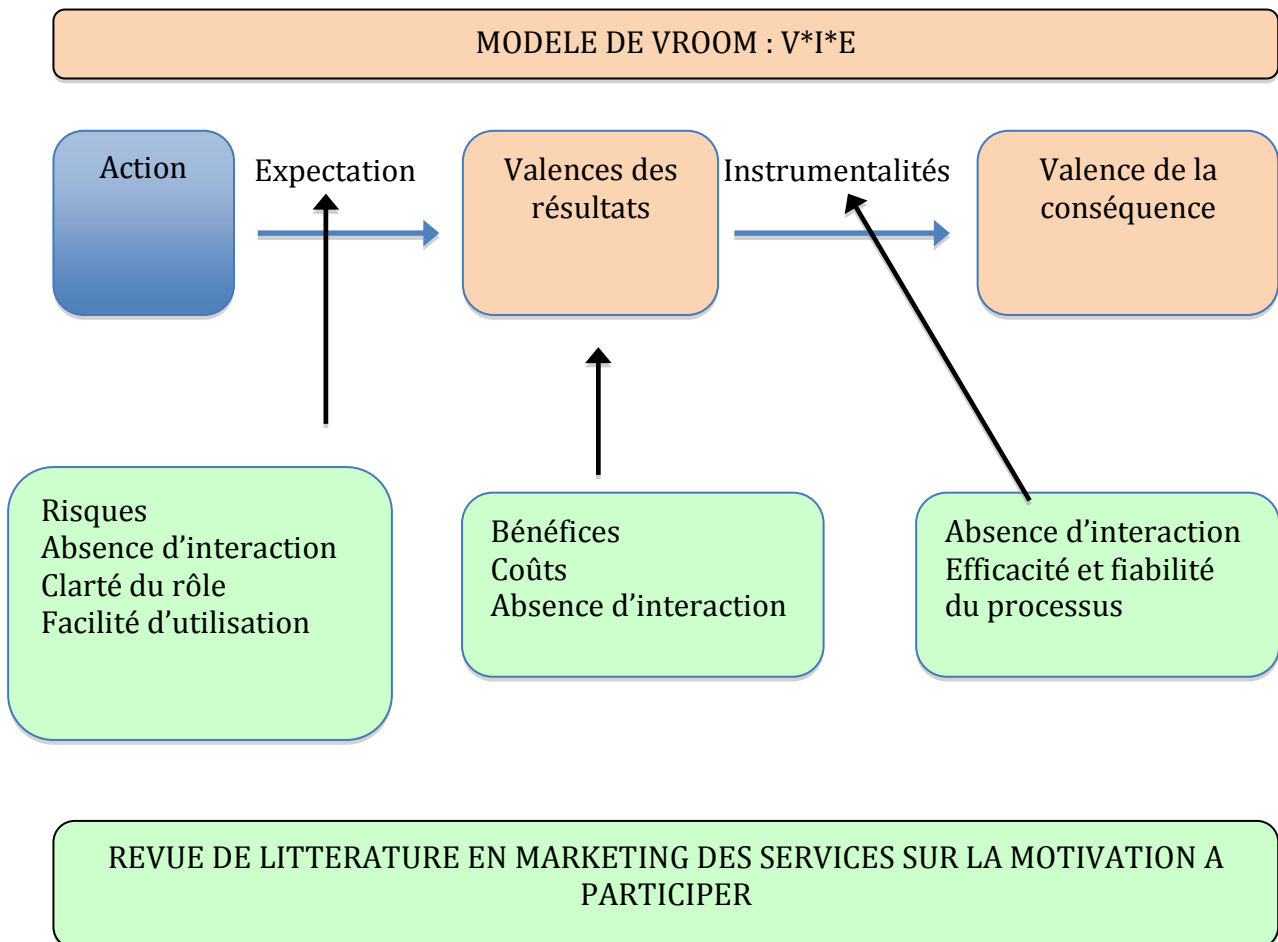 MODELE DE VROOM : V*I*E
Action
Expectation
Valences des
résultats
Instrumentalités
Valence de la
conséquence
Risques
Absence d’interaction
Clarté du rôle
Facilité d’utilisation
Bénéfices
Coûts
Absence d’interaction
Absence d’interaction
Efficacité et fiabilité
du processus
REVUE DE LITTERATURE EN MARKETING DES SERVICES SUR LA MOTIVATION A
PARTICIPER